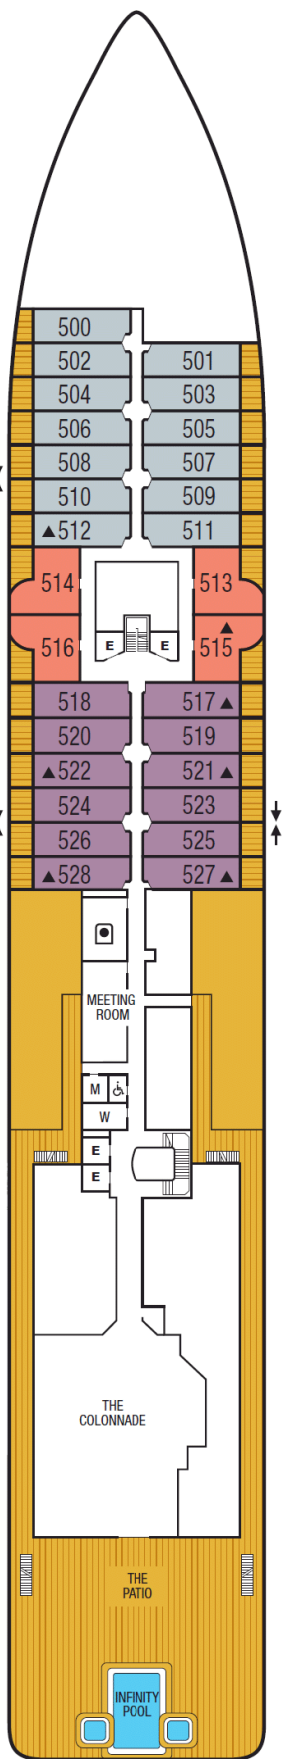 500
502 501
504 503
506 505
508 507
510 509
512 511
514 513
516 E E 515
518 517
520 519
522 521
524 523
526 525
528 527
MEETING
ROOM
M
W
E
E
THE
COLONNADE
THE
PATIO
INFINITY
POOL